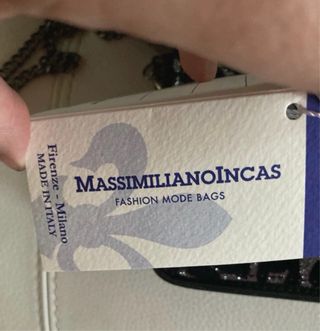 MASSIMILIANOINCAS
FASHION MODE BAGS
Firenze - Milano
MADE IN ITALY